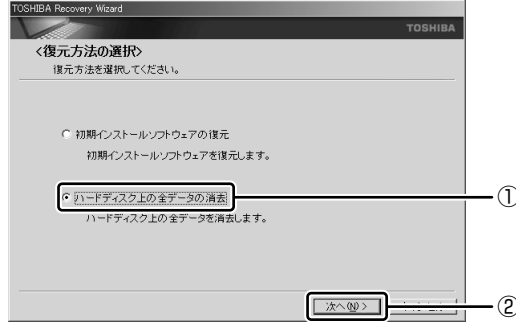 TOSHIBA Recovery Wizard
TOSHIBA
<復元方法の選択>
復元方法を選択してください。
初期インストールソフトウェアの復元
初期インストールソフトウェアを復元します。
ハードディスク上の全データの消去
ハードディスク上の全データを消去します。
①
次へ(N) >
②